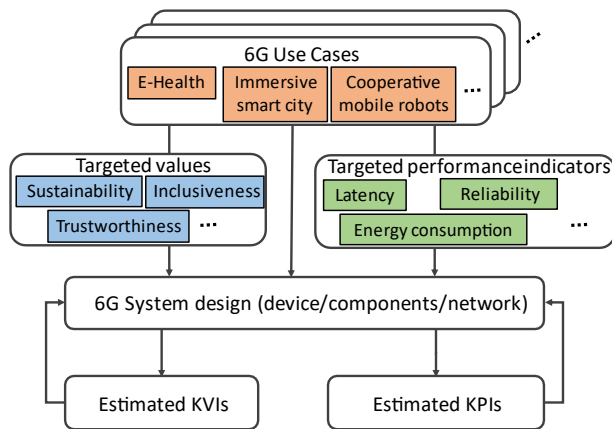 6G Use Cases
E-Health
Immersive
smart city
Cooperative
mobile robots
...
...
Targeted values
Sustainability
Inclusiveness
Trustworthiness
...
Targeted performance indicators
Latency
Reliability
Energy consumption
...
6G System design (device/components/network)
Estimated KVIs
Estimated KPIs